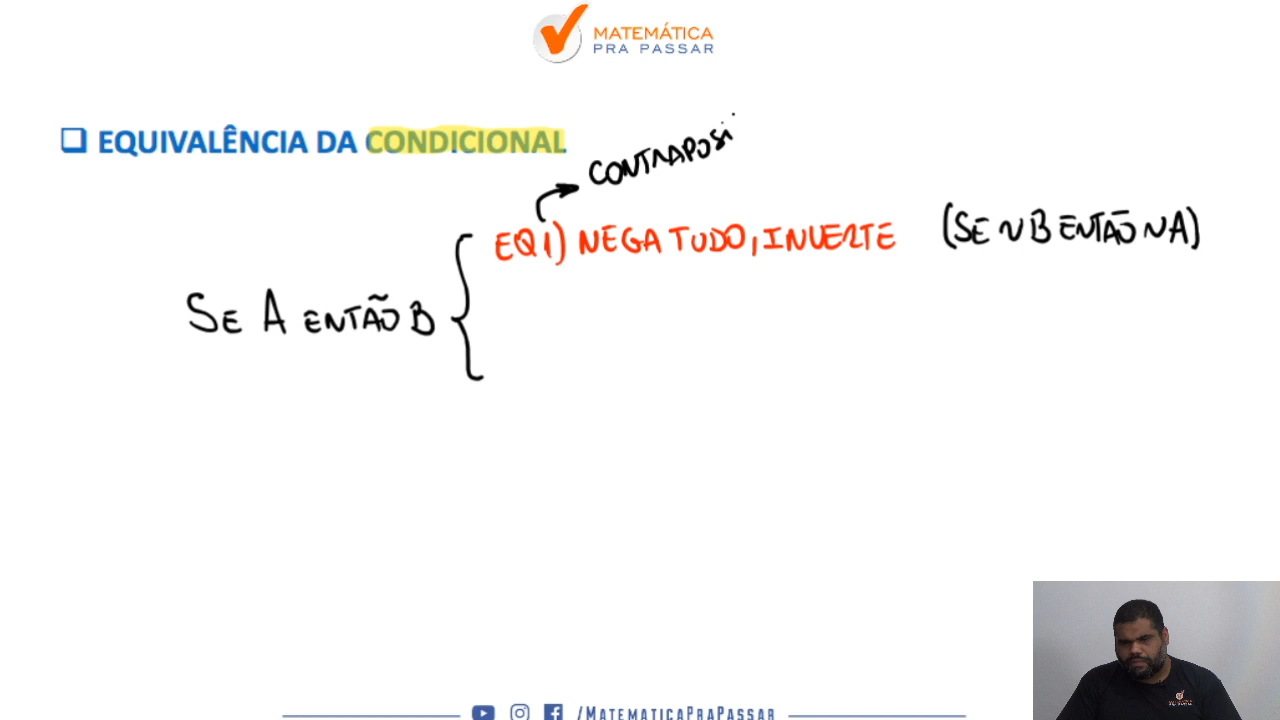 MATEMÁTICA
PRA PASSAR
EQUIVALÊNCIA DA CONDICIONAL
CONTRAPOSI
EQ1) NEGA TUDO, INVERTE (SE ~B ENTÃO ~A)
SE A ENTÃO B
/MATEMATICAPRAPASSAR